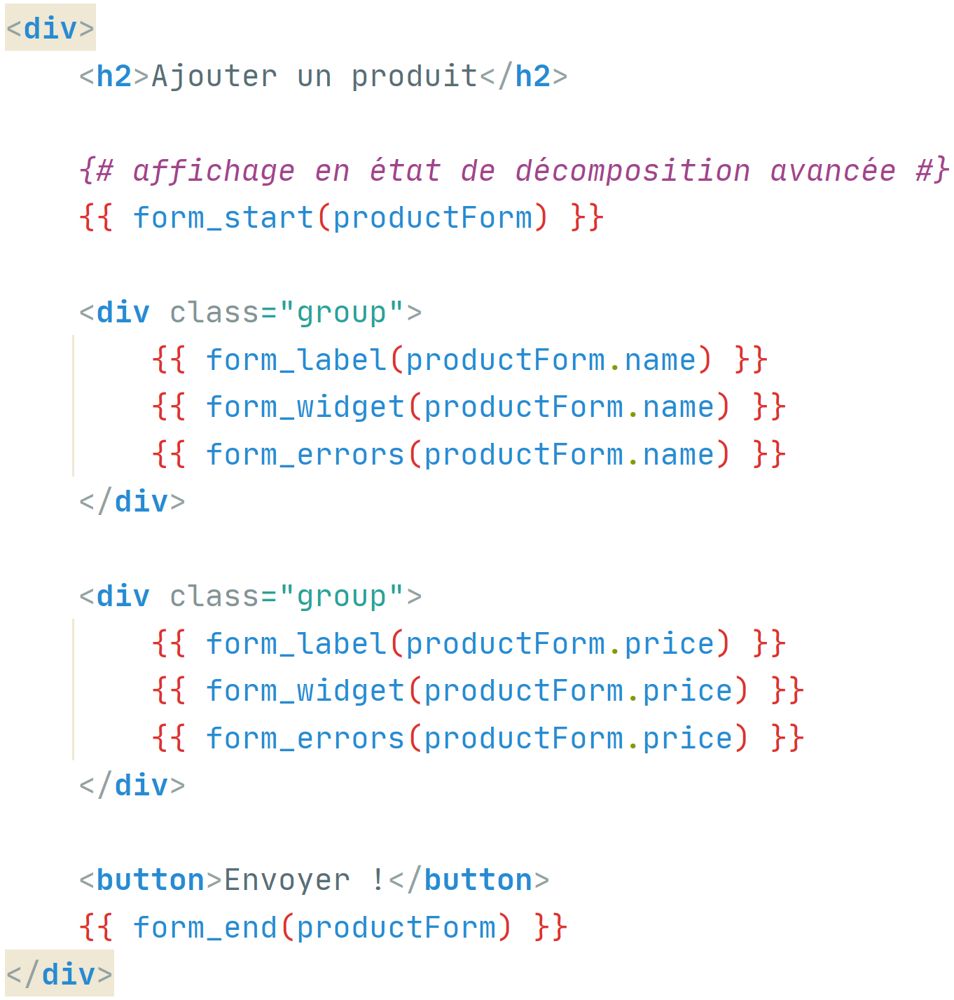 <div>
    <h2>Ajouter un produit</h2>

    {# affichage en état de décomposition avancée #}
    {{ form_start(productForm) }}

    <div class="group">
        {{ form_label(productForm.name) }}
        {{ form_widget(productForm.name) }}
        {{ form_errors(productForm.name) }}
    </div>

    <div class="group">
        {{ form_label(productForm.price) }}
        {{ form_widget(productForm.price) }}
        {{ form_errors(productForm.price) }}
    </div>

    <button>Envoyer !</button>
    {{ form_end(productForm) }}
</div>